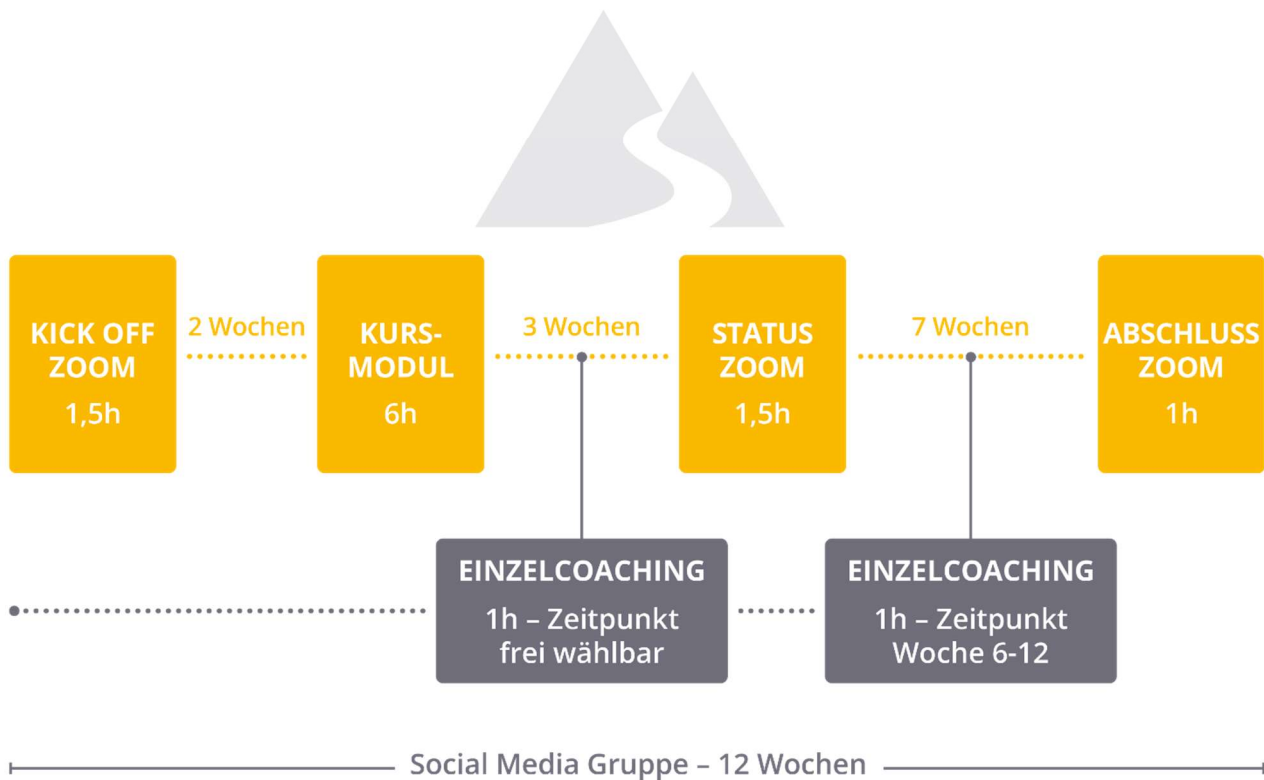 KICK OFF
ZOOM
1,5h
2 Wochen
KURS-
MODUL
6h
3 Wochen
STATUS
ZOOM
1,5h
7 Wochen
ABSCHLUSS
ZOOM
1h
EINZELCOACHING
1h – Zeitpunkt
frei wählbar
EINZELCOACHING
1h – Zeitpunkt
Woche 6-12
Social Media Gruppe – 12 Wochen